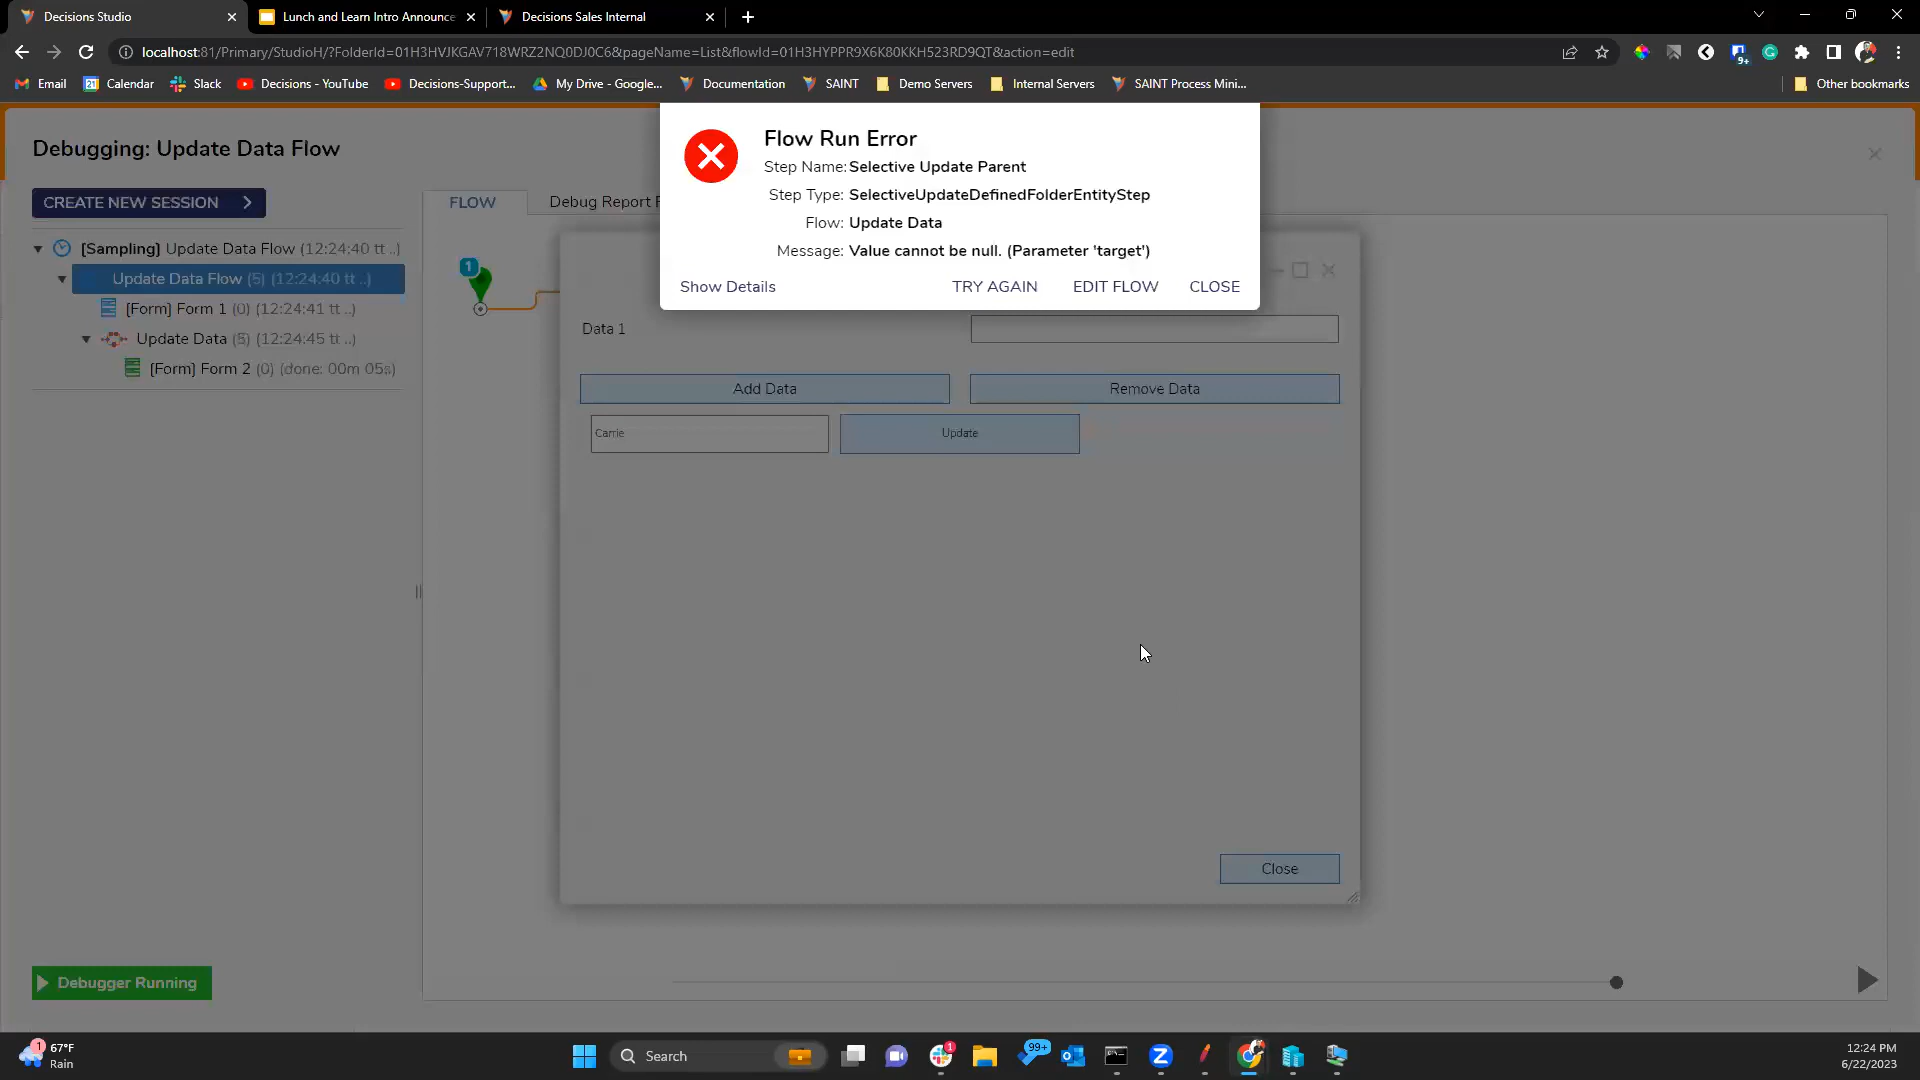 Decisions Studio
Lunch and Learn Intro Announce
Decisions Sales Internal
localhost:81/Primary/StudioH/?FolderId=01H3HVJKGAV718WRZ2NQ0DJ0C6&pageName=List&flowId=01H3HYPPR9X6K80KKH523RD9QT&action=edit
9+
Email
Calendar
Slack
Decisions - YouTube
Decisions-Support...
My Drive - Google...
Documentation
SAINT
Demo Servers
Internal Servers
SAINT Process Mini...
Other bookmarks
Debugging: Update Data Flow
CREATE NEW SESSION
[Sampling] Update Data Flow (12:24:40 tt ..)
Update Data Flow (5) (12:24:40 tt ..)
[Form] Form 1 (0) (12:24:41 tt ..)
Update Data (5) (12:24:45 tt ..)
[Form] Form 2 (0) (done: 00m 05s)
FLOW
Debug Report
1
Flow Run Error
Step Name: Selective Update Parent
Step Type: SelectiveUpdateDefinedFolderEntityStep
Flow: Update Data
Message: Value cannot be null. (Parameter 'target')
Show Details
TRY AGAIN
EDIT FLOW
CLOSE
Data 1
Add Data
Remove Data
Carrie
Update
Close
Debugger Running
1
67°F
Rain
Search
1
99+
12:24 PM
6/22/2023